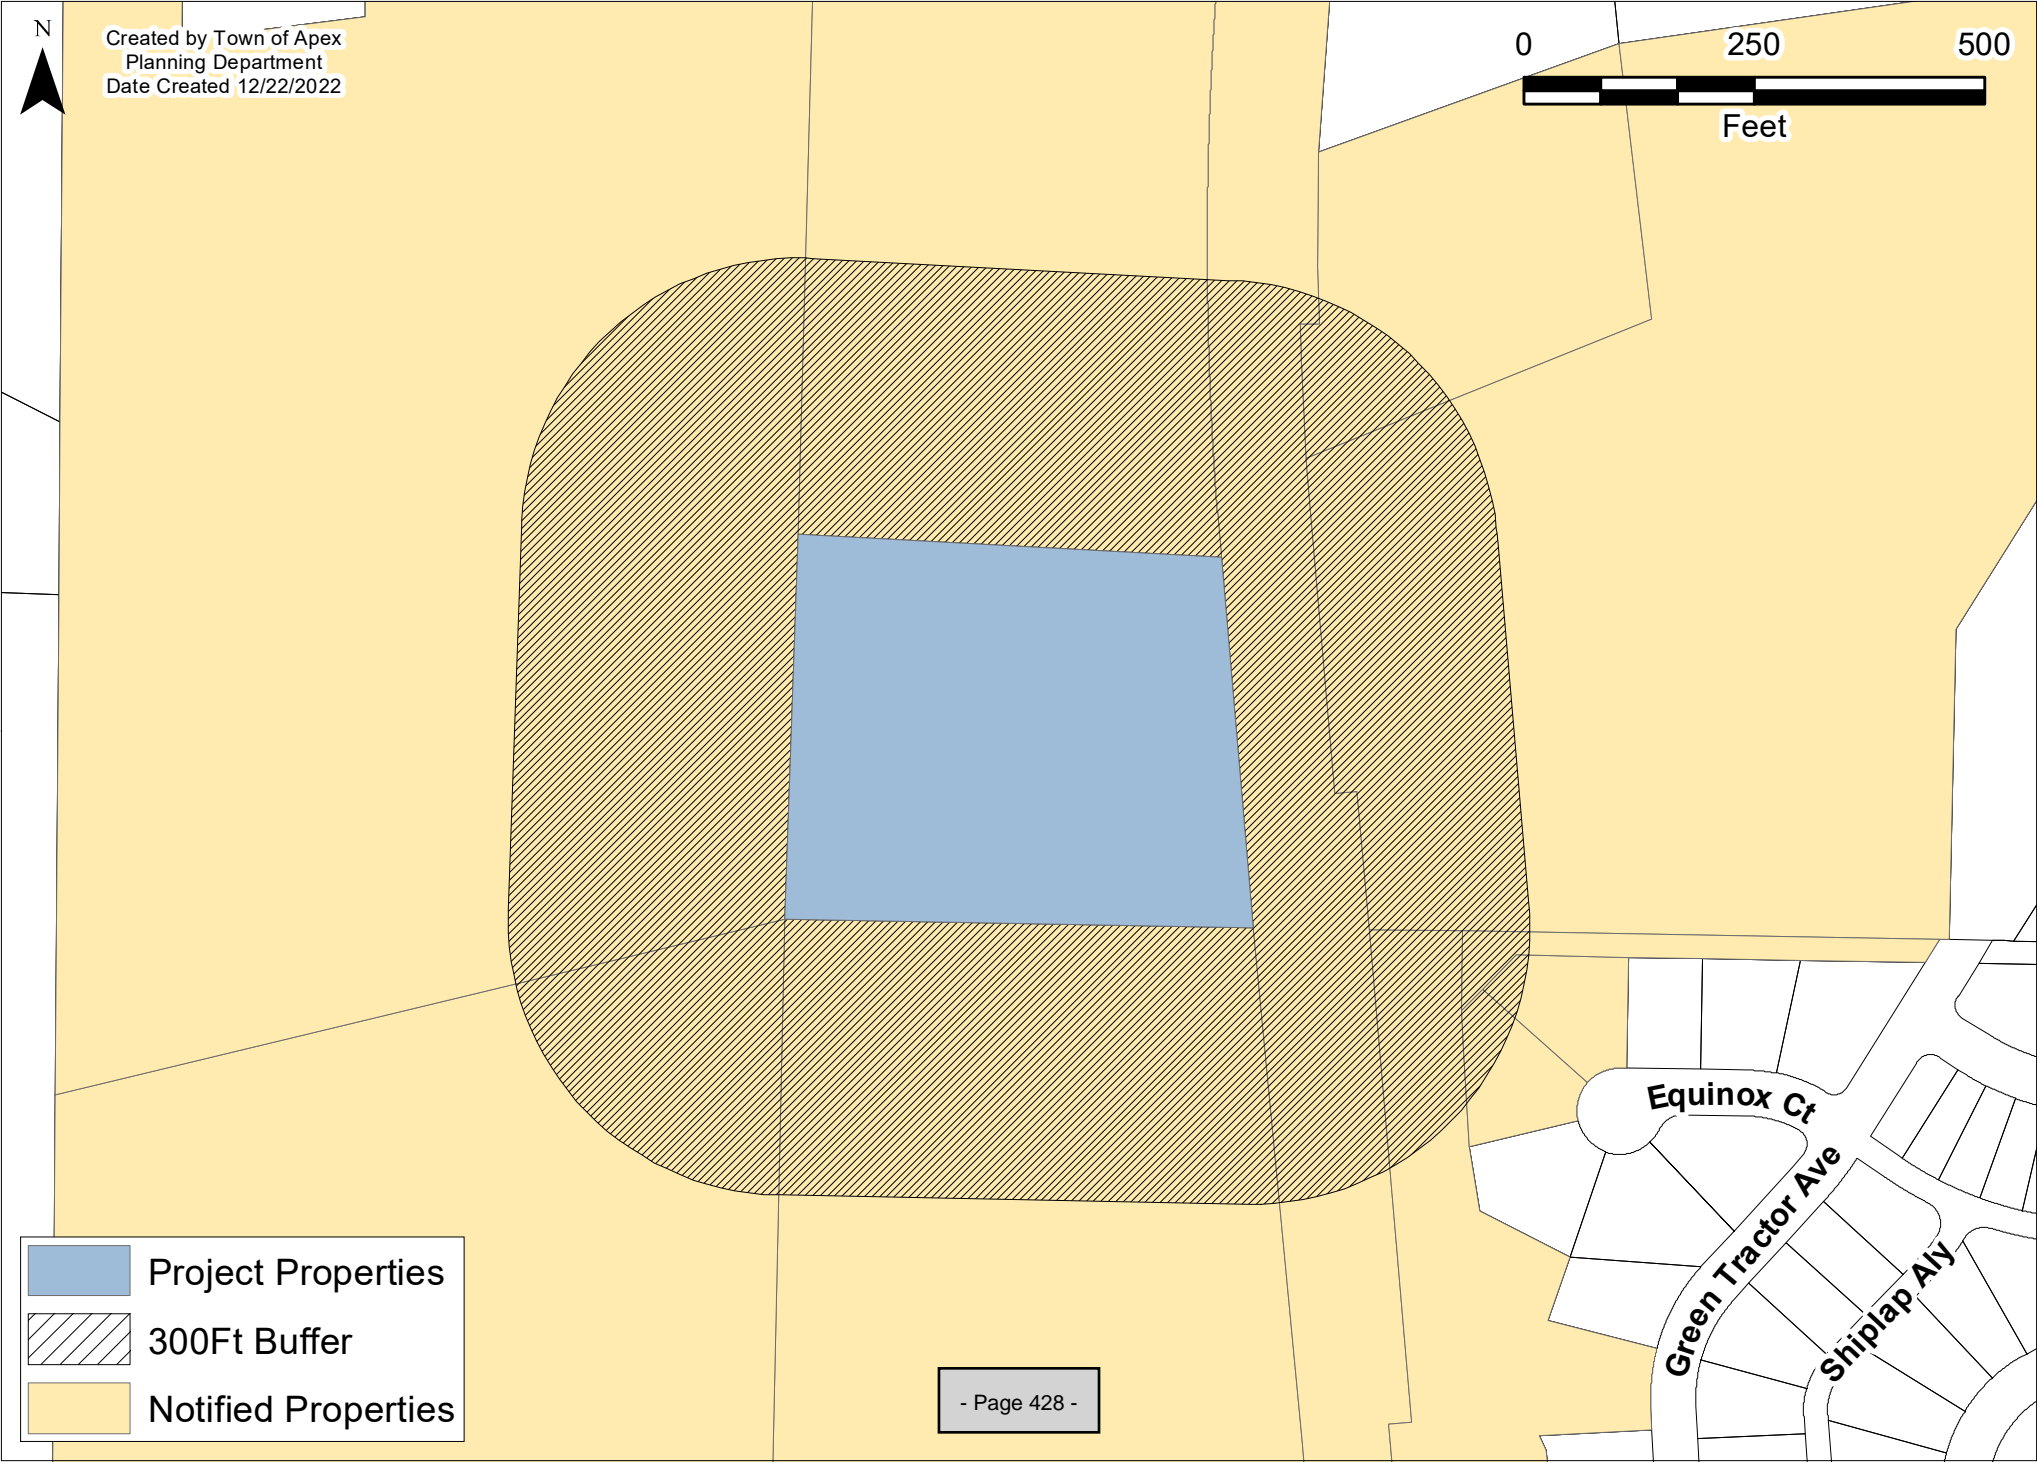 N
Created by Town of Apex
Planning Department
Date Created 12/22/2022
0 250 500
Feet
Equinox Ct
Green Tractor Ave
Shiplap Aly
Project Properties
300Ft Buffer
Notified Properties
- Page 428 -